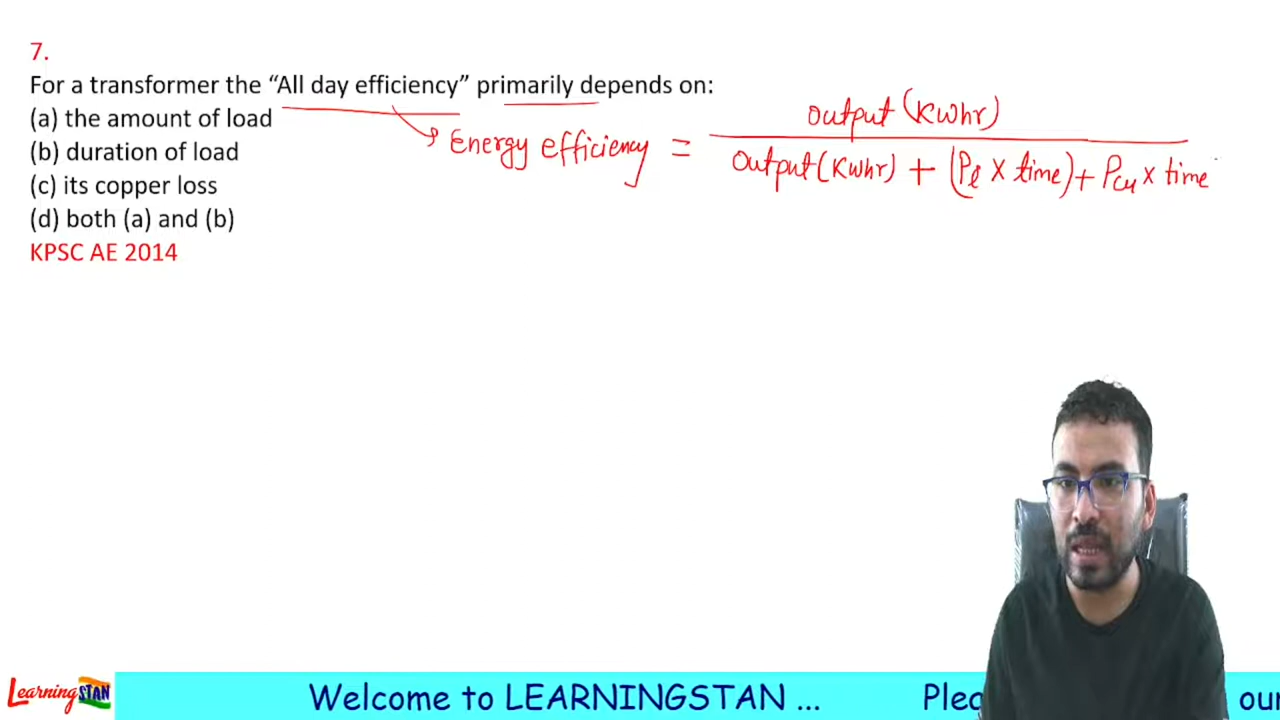 7.
For a transformer the “All day efficiency” primarily depends on:
(a) the amount of load
(b) duration of load
(c) its copper loss
(d) both (a) and (b)
KPSC AE 2014
Energy efficiency = output (KWhr)
output (KWhr) + (Pl × time) + Pcu × time
LearningSTAN
Welcome to LEARNINGSTAN ... Plea our